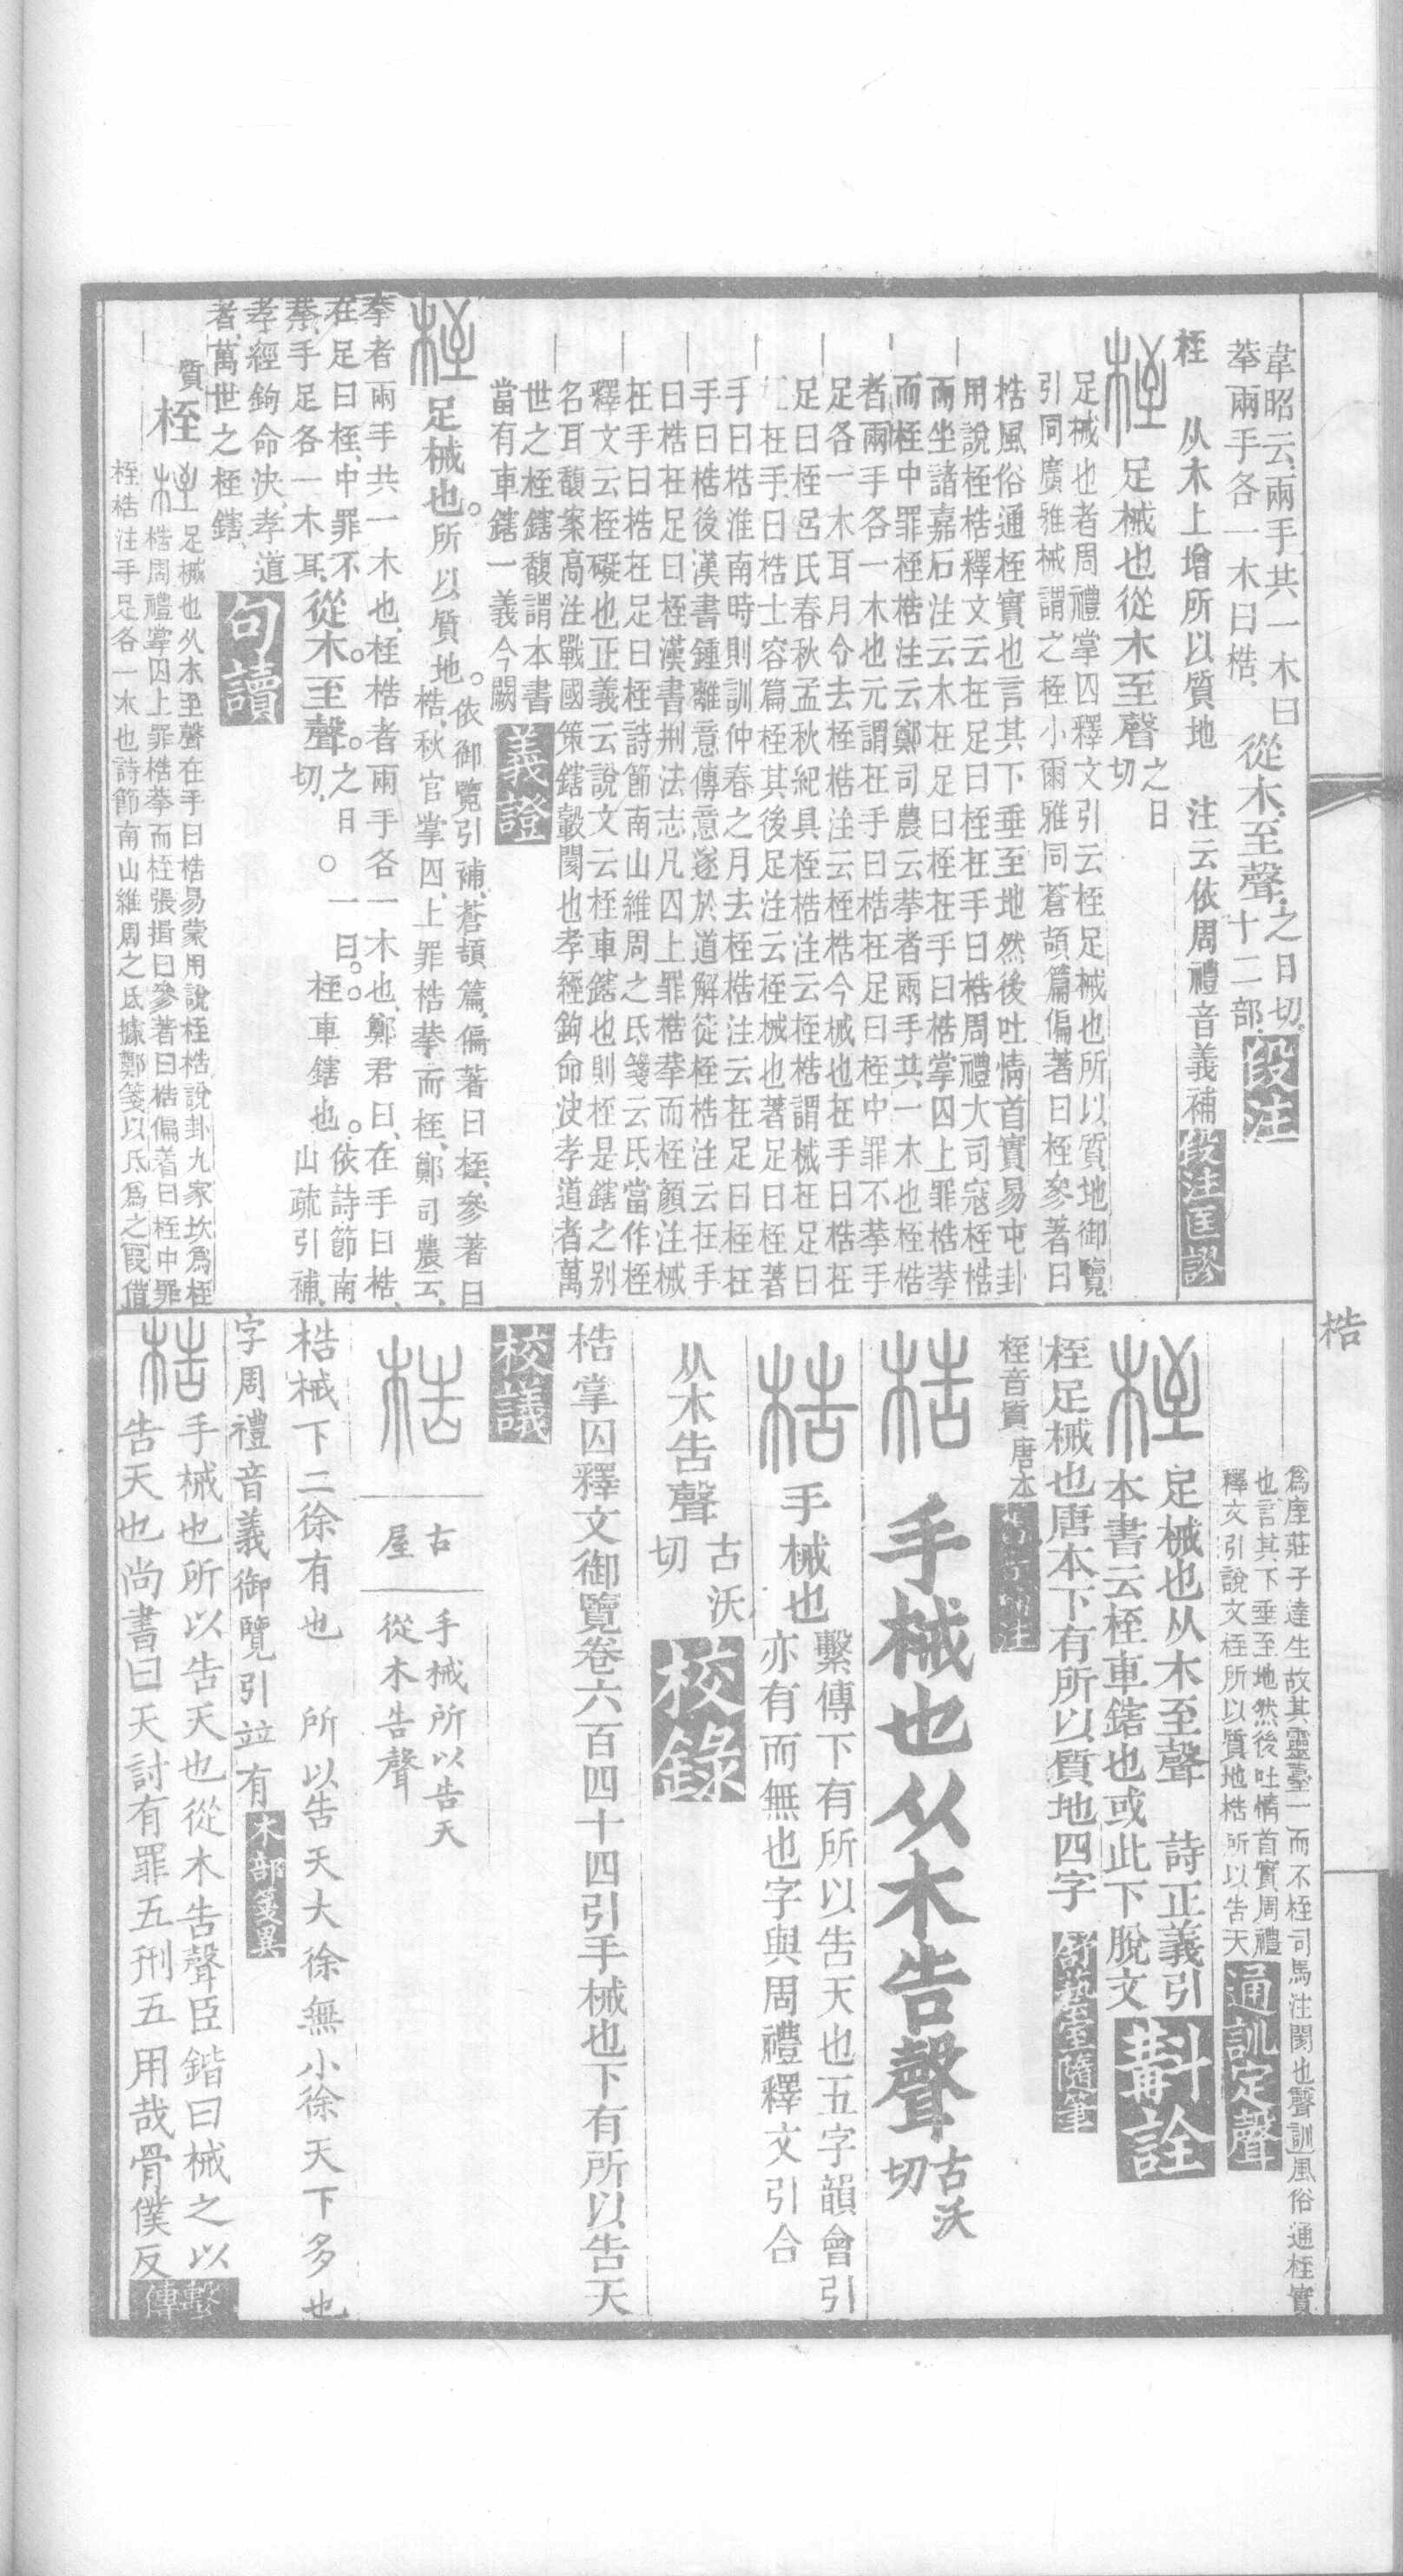 韋昭云、兩手共一木曰
䇯兩手各一木曰梏、
從木、至聲、之日切、
十二部、
段注
桎
从木上增所以質地
注云依周禮音義補
段注匡謬
桎
足械也從木至聲之日
切
足械也者周禮掌囚釋文引云桎足械也所以質地御覽
引同廣雅械謂之桎小爾雅同蒼頡篇偏著曰桎參著曰
梏風俗通桎實也言其下垂至地然後吐情首實易屯卦
用說桎梏釋文云在足曰桎在手曰梏周禮大司寇桎梏
而坐諸嘉石注云木在足曰桎在手曰梏掌囚上罪梏拲
而桎中罪桎梏注云鄭司農云拲者兩手共一木也桎梏
者兩手各一木也元謂在手曰梏在足曰桎中罪不拲手
足各一木耳月令去桎梏注云桎梏今械也在手曰梏在
足曰桎呂氏春秋孟秋紀具桎梏注云桎梏謂械在足曰
桎在手曰梏士容篇桎其後足注云桎械也著足曰桎著
手曰梏淮南時則訓仲春之月去桎梏注云在足曰桎在
手曰梏後漢書鍾離意傳意遂於道解徒桎梏注云在手
曰梏在足曰桎漢書刑法志凡囚上罪梏拲而桎顏注械
在手曰梏在足曰桎詩節南山維周之氐箋云氐當作桎
釋文云桎礙也正義云說文云桎車鎋也則桎是鎋之別
名耳馥案高注戰國策鎋轂閡也孝經鉤命決孝道者萬
世之桎鎋馥謂本書
當有車鎋一義今闕
義證
桎
足械也。所以質地。依御覽引補、蒼頡篇、偏著曰桎、參著曰
梏、秋官掌囚、上罪梏拲而桎、鄭司農云、
拲者兩手共一木也、桎梏者兩手各一木也、鄭君曰、在手曰梏、
在足曰桎、中罪不
拲、手足各一木耳、
從木。至聲。之日
切、○一曰。桎車鎋也。依詩節南
山疏引補、
孝經鉤命決、孝道
者、萬世之桎鎋、
句讀
質桎
足械也从木至聲在手曰梏易蒙用說桎梏說卦九家坎爲桎
梏周禮掌囚上罪梏拲而桎張揖曰參著曰梏偏着曰桎中罪
桎梏注手足各一木也詩節南山維周之氐據鄭箋以氐爲之叚借
爲庢莊子達生故其靈臺一而不桎司馬注閡也聲訓風俗通桎實
也言其下垂至地然後吐情首實周禮
釋文引說文桎所以質地梏所以告天
通訓定聲
桎
足械也从木至聲 詩正義引
本書云桎車鎋也或此下脫文
斠詮
桎足械也唐本下有所以質地四字
舒藝室隨筆
桎音質唐本
梏
手械也从木告聲古沃
切
梏
手械也繫傳下有所以告天也五字韻會引
亦有而無也字與周禮釋文引合
从木告聲古沃
切
校錄
梏掌囚釋文御覽卷六百四十四引手械也下有所以告天
校議
梏
古屋
手械所以告天
從木告聲
梏械下二徐有也 所以告天大徐無小徐天下多也
字周禮音義御覽引竝有
木部箋異
梏
手械也所以告天也從木告聲臣鍇曰械之以
告天也尚書曰天討有罪五刑五用哉骨僕反
繫傳
梏